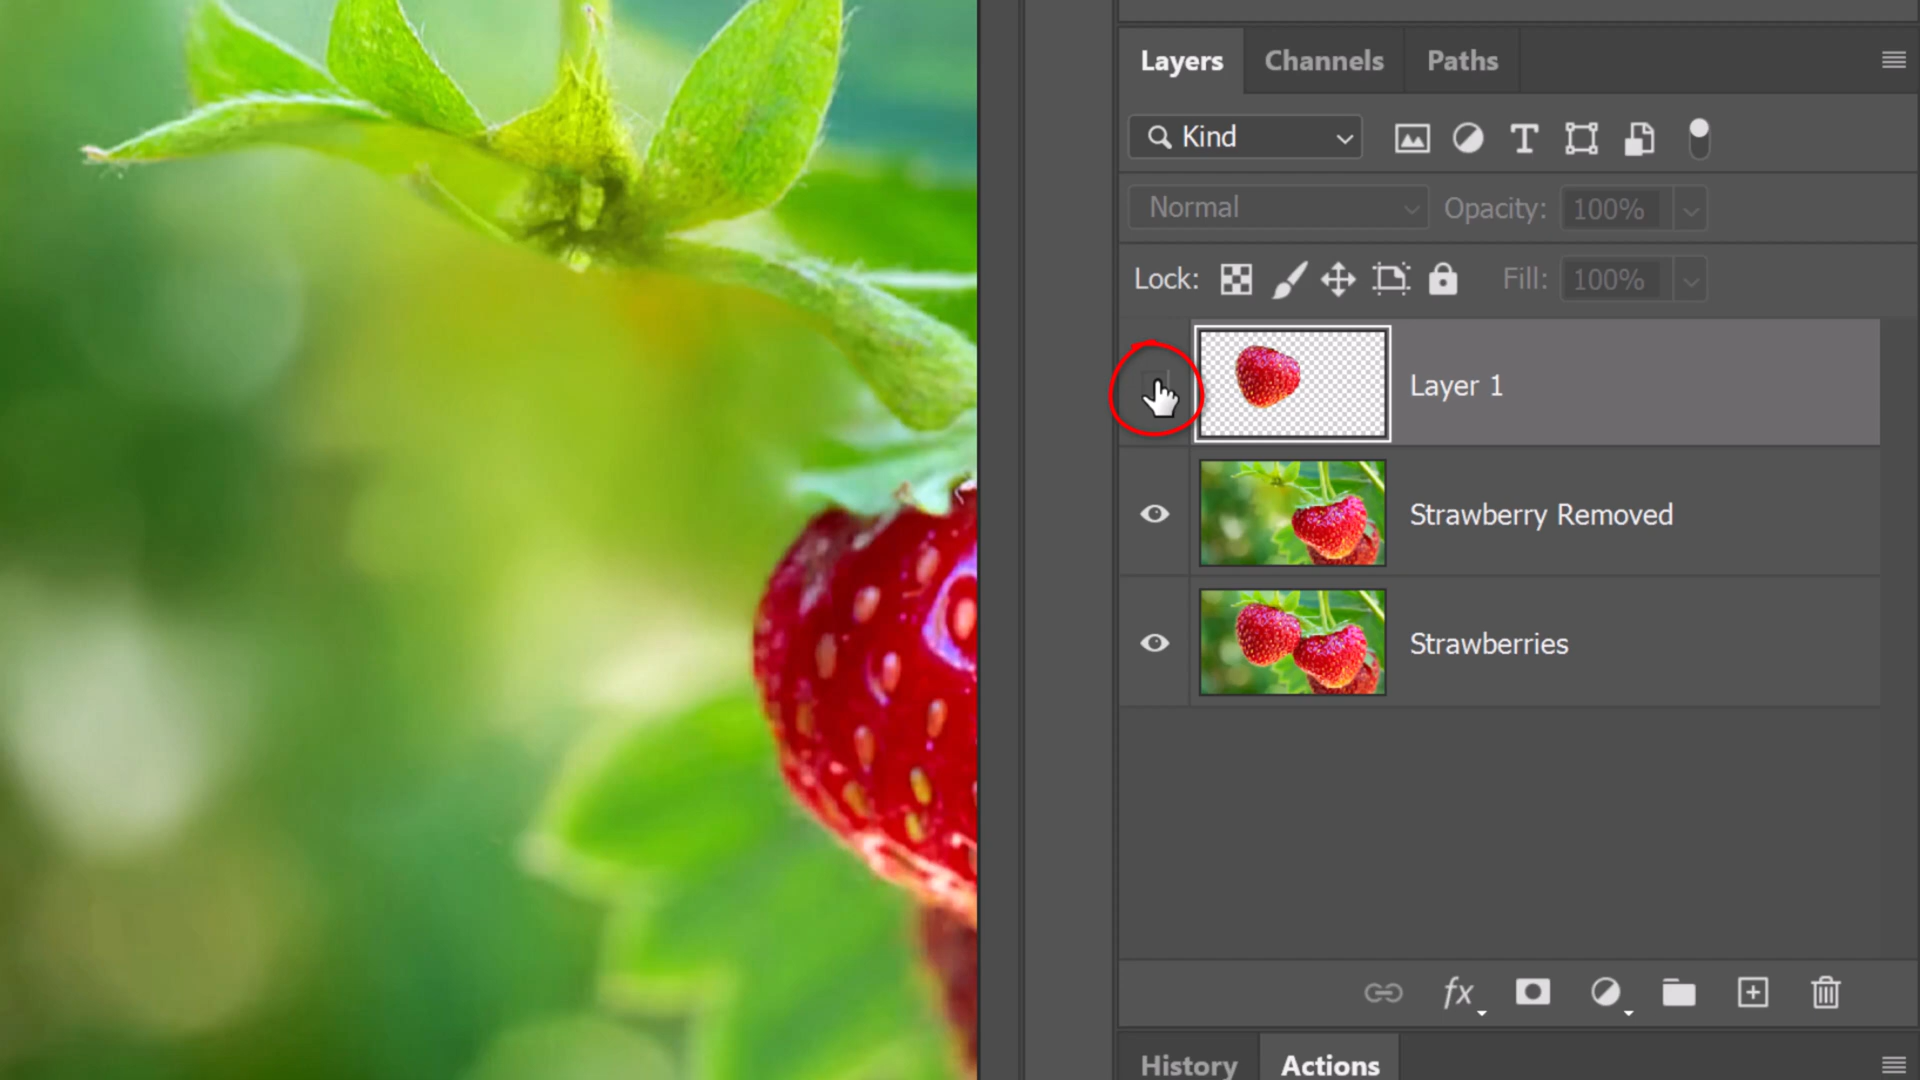 Layers Channels Paths
Kind
Normal Opacity: 100%
Lock: Fill: 100%
Layer 1
Strawberry Removed
Strawberries
fx
History Actions